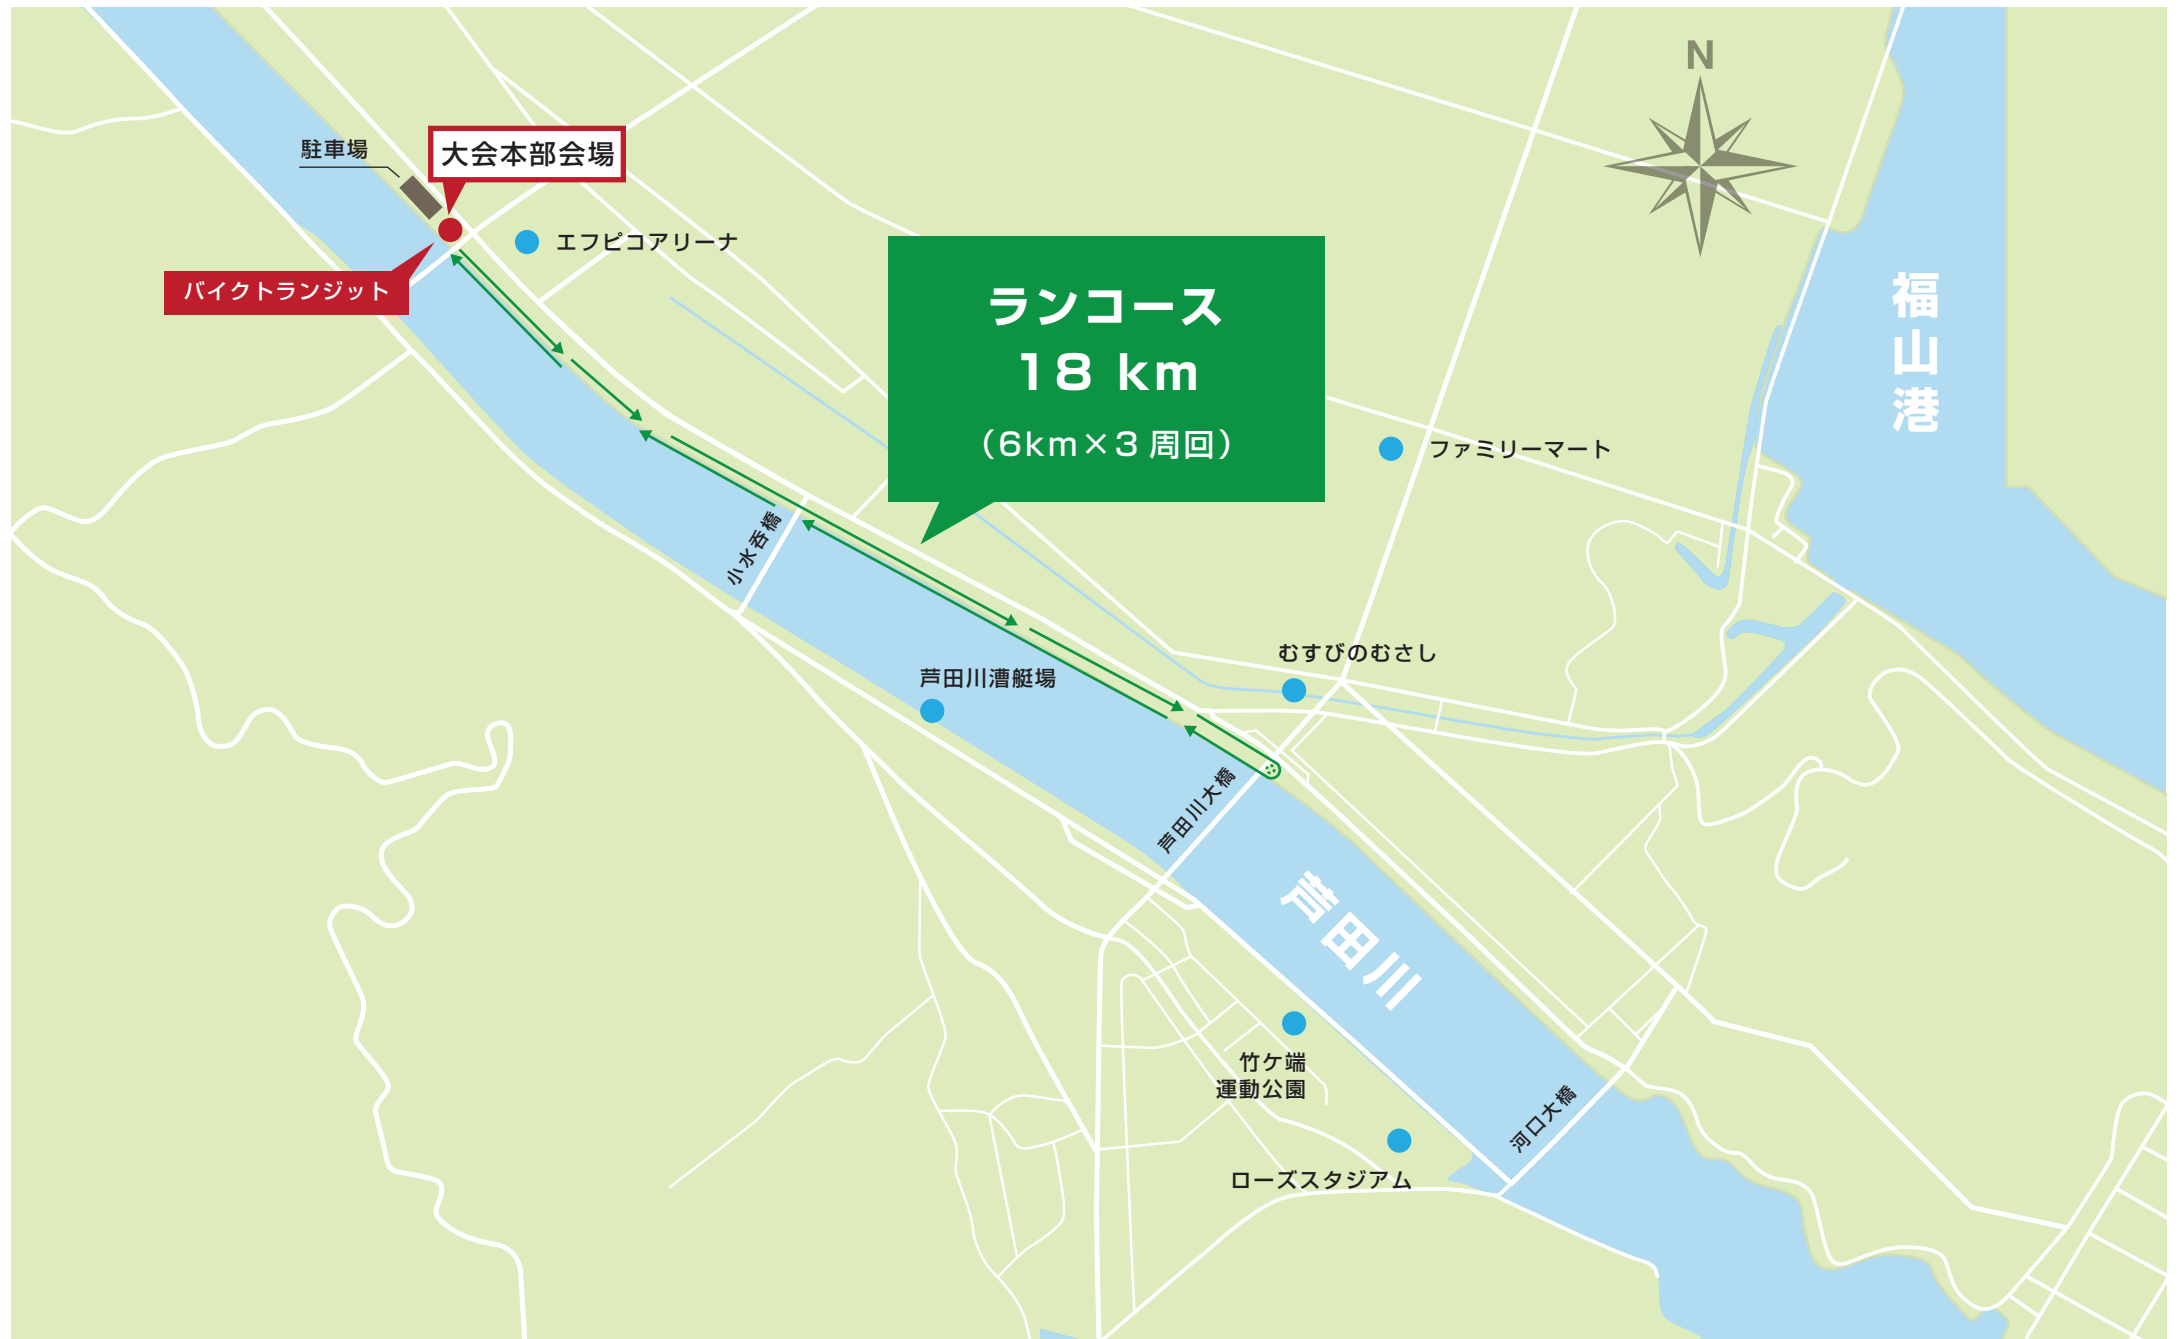 N
駐車場
大会本部会場
エフピコアリーナ
バイクトランジット
ランコース
18 km
（6km×3 周回）
福山港
ファミリーマート
小水呑橋
むすびのむさし
芦田川漕艇場
芦田川大橋
芦田川
竹ケ端
運動公園
河口大橋
ローズスタジアム